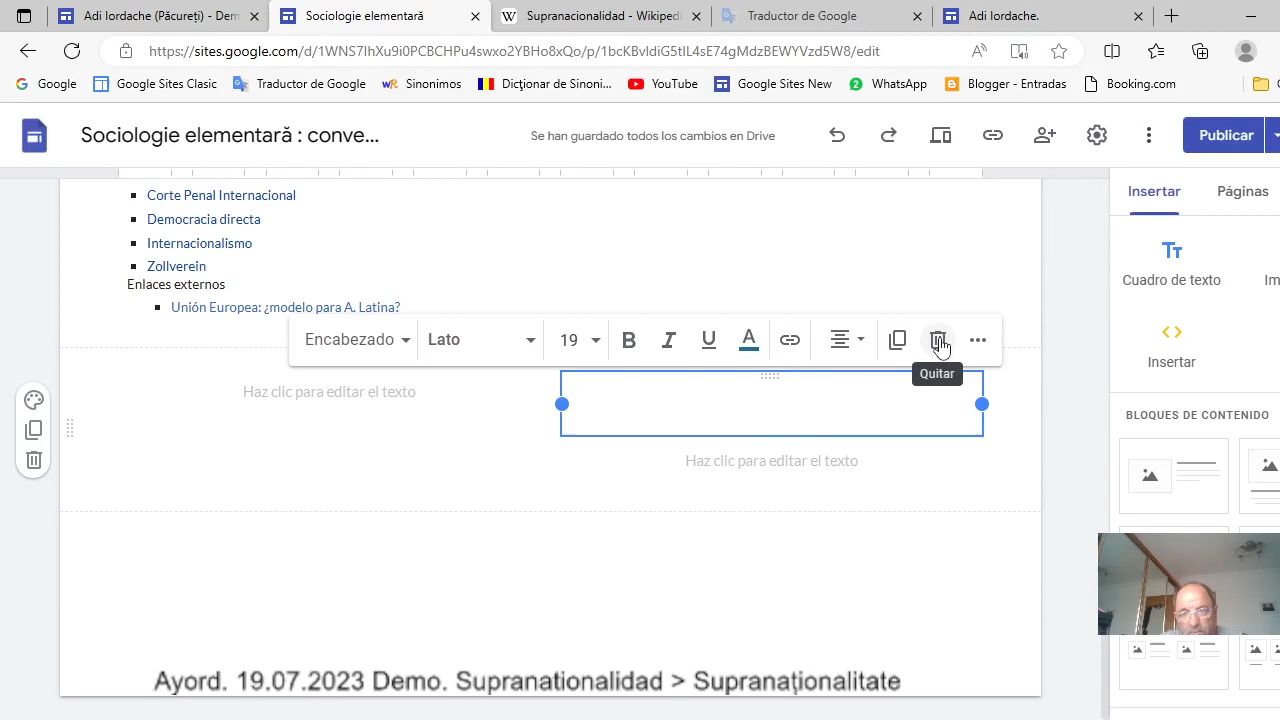 Adi Iordache (Păcureți) - Dem
Sociologie elementară
Supranacionalidad - Wikipedi
Traductor de Google
Adi Iordache.
https://sites.google.com/d/1WNS7IhXu9i0PCBCHPu4swxo2YBHo8xQo/p/1bcKBvIdiG5tIL4sE74gMdzBEWYVzd5W8/edit
Google
Google Sites Clasic
Traductor de Google
Sinonimos
Dicţionar de Sinoni...
YouTube
Google Sites New
WhatsApp
Blogger - Entradas
Booking.com
Sociologie elementară : conve...
Se han guardado todos los cambios en Drive
Publicar
Insertar Páginas
Corte Penal Internacional
Democracia directa
Internacionalismo
Zollverein
Enlaces externos
Unión Europea: ¿modelo para A. Latina?
Cuadro de texto
Insertar
Encabezado Lato 19 B I U A
Quitar
Haz clic para editar el texto
Haz clic para editar el texto
BLOQUES DE CONTENIDO
Ayord. 19.07.2023 Demo. Supranationalidad > Supranaționalitate